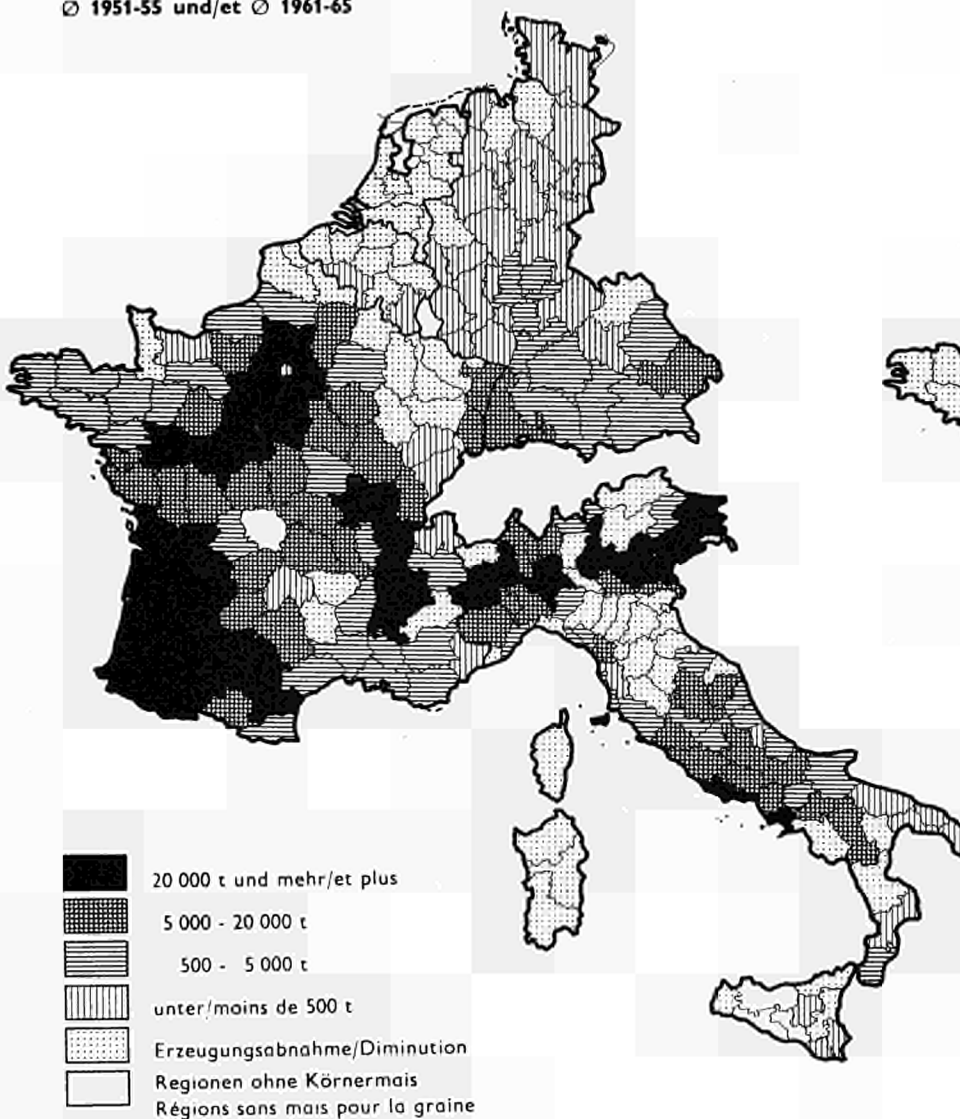 ∅ 1951-55 und/et ∅ 1961-65
20 000 t und mehr/et plus
5 000 - 20 000 t
500 - 5 000 t
unter/moins de 500 t
Erzeugungsabnahme/Diminution
Regionen ohne Körnermais
Régions sans mais pour la graine